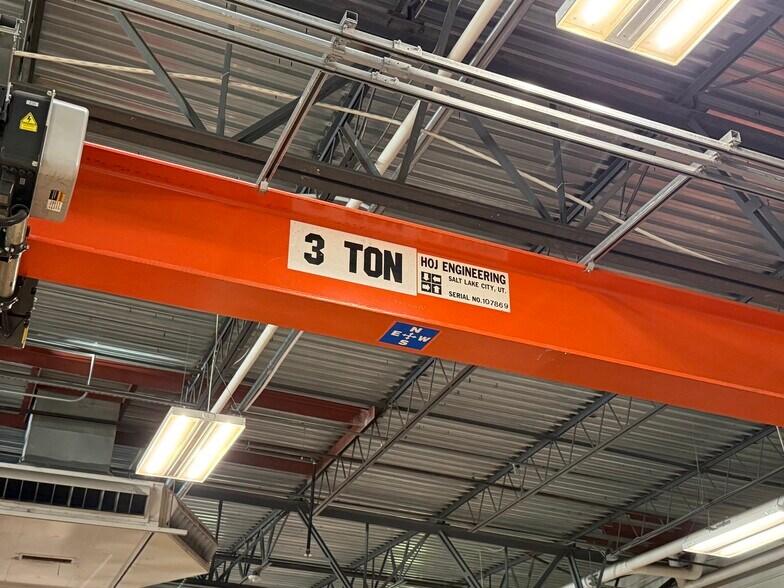 3 TON
HOJ ENGINEERING
SALT LAKE CITY, UT.
SERIAL NO.107869
N
E W
S